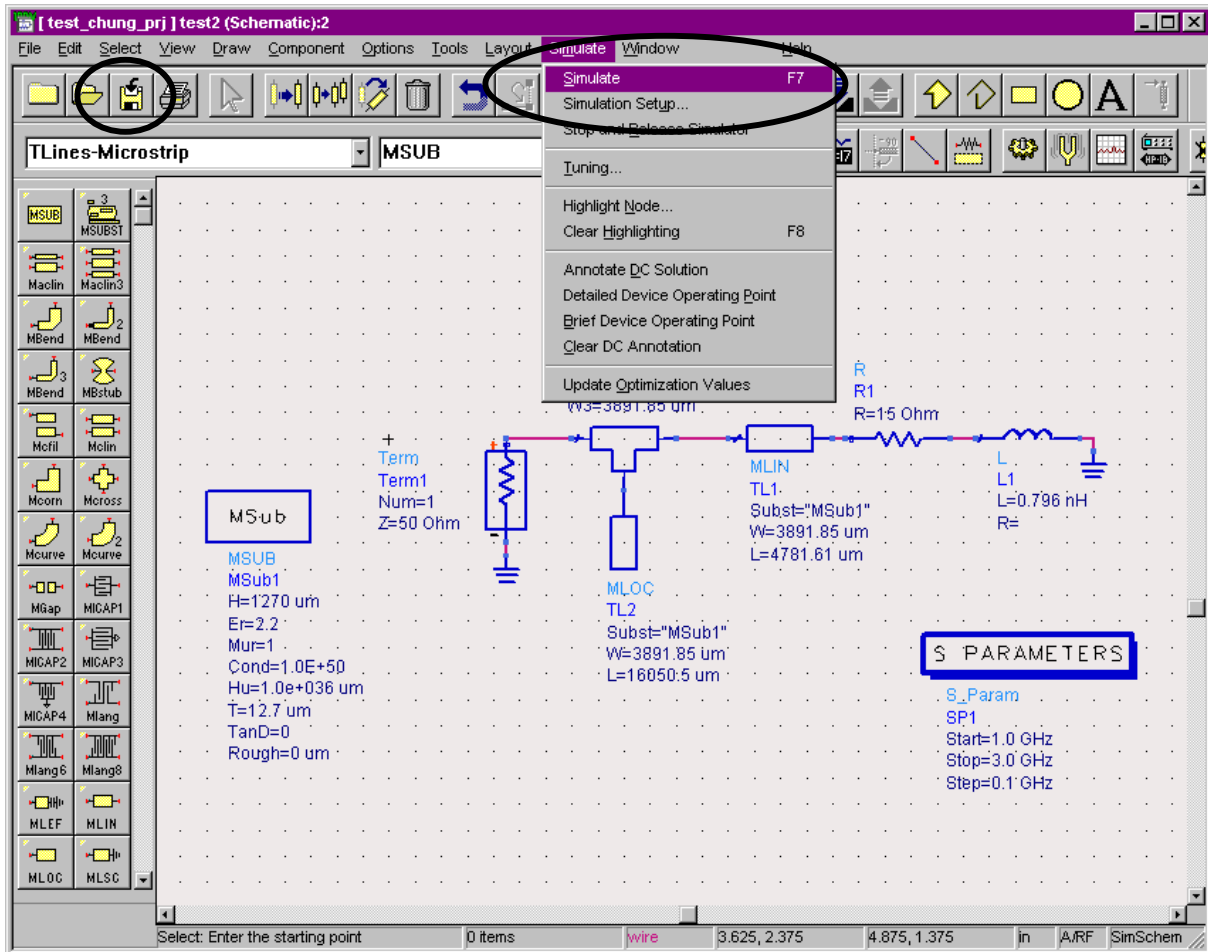 [ test_chung_prj ] test2 (Schematic):2
File Edit Select View Draw Component Options Tools Layout Simulate Window Help
Simulate F7
Simulation Setup...
Stop and Release Simulator
Tuning...
Highlight Node...
Clear Highlighting F8
Annotate DC Solution
Detailed Device Operating Point
Brief Device Operating Point
Clear DC Annotation
Update Optimization Values
A
TLines-Microstrip MSUB
MSUB 3 MSUBST
Maclin Maclin3
MBend 2 MBend
3 MBend MBstub
Mcfil Mclin
Mcorn Mcross
Mcurve 2 Mcurve
MGap MICAP1
MICAP2 MICAP3
MICAP4 Mlang
Mlang6 Mlang8
MLEF MLIN
MLOC MLSC
W3=3891.85 um
R
R1
R=15 Ohm
+
Term
Term1
Num=1
Z=50 Ohm
+
-
MLIN
TL1
Subst="MSub1"
W=3891.85 um
L=4781.61 um
L
L1
L=0.796 nH
R=
MSub
MSUB
MSub1
H=1270 um
Er=2.2
Mur=1
Cond=1.0E+50
Hu=1.0e+036 um
T=12.7 um
TanD=0
Rough=0 um
MLOC
TL2
Subst="MSub1"
W=3891.85 um
L=16050.5 um
S PARAMETERS
S_Param
SP1
Start=1.0 GHz
Stop=3.0 GHz
Step=0.1 GHz
Select: Enter the starting point 0 items wire 3.625, 2.375 4.875, 1.375 in A/RF SimSchem